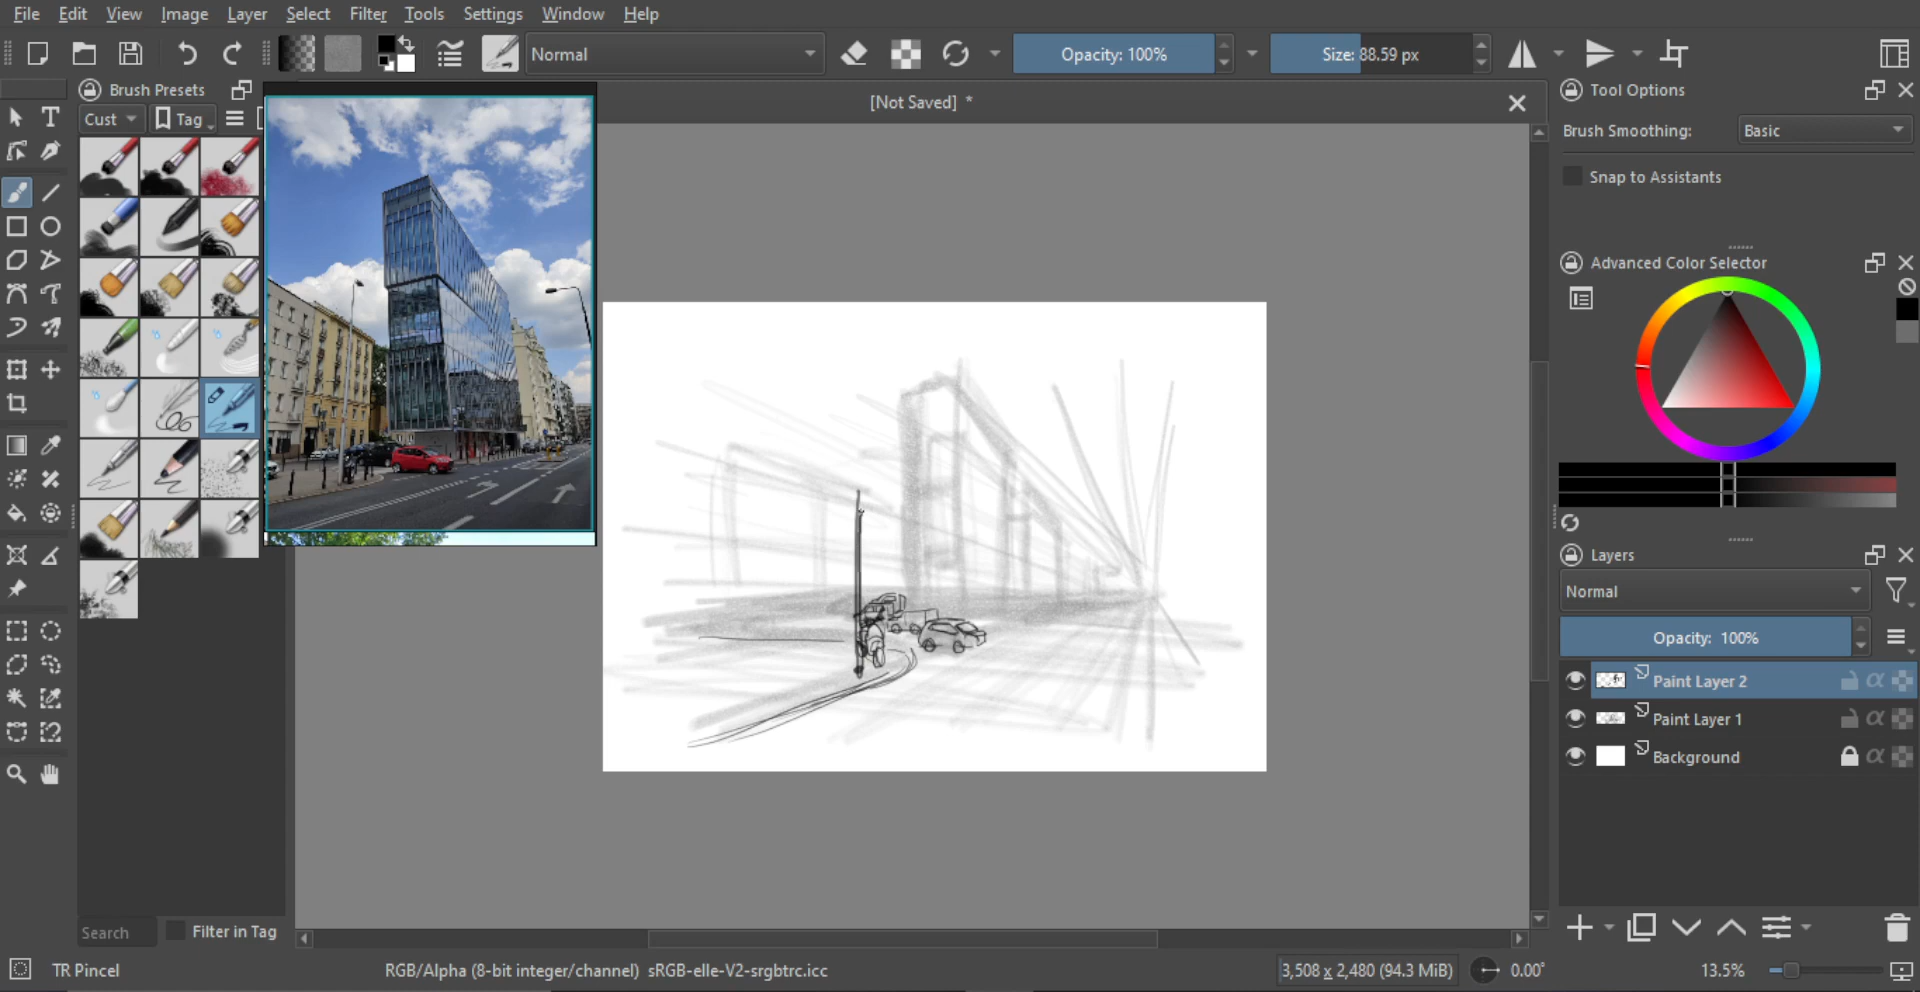 File Edit View Image Layer Select Filter Tools Settings Window Help
Normal
Opacity: 100%
Size: 88.59 px
Brush Presets
[Not Saved] *
Tool Options
Cust
Tag
Brush Smoothing: Basic
Snap to Assistants
Advanced Color Selector
Layers
Normal
Opacity: 100%
Paint Layer 2
Paint Layer 1
Background
Search
Filter in Tag
TR Pincel
RGB/Alpha (8-bit integer/channel) sRGB-elle-V2-srgbtrc.icc
3,508 x 2,480 (94.3 MiB)
0.00°
13.5%